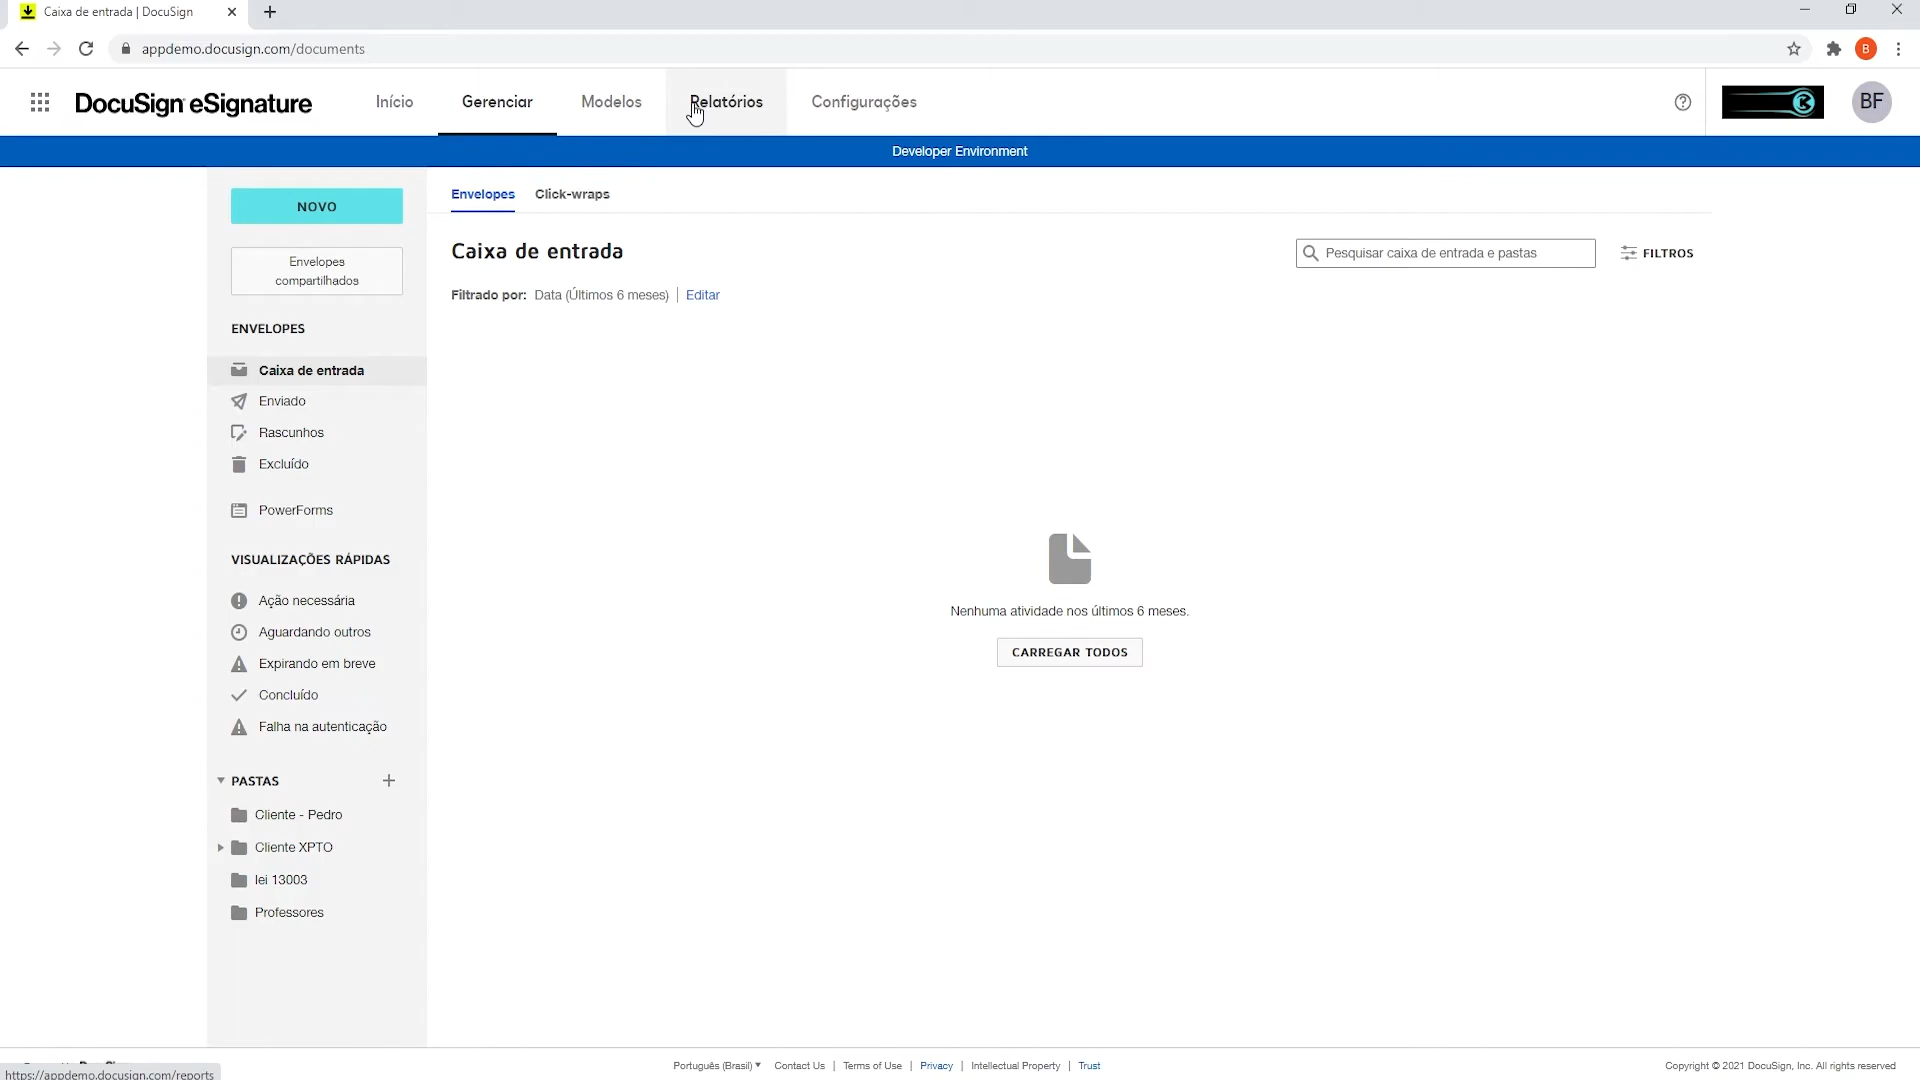 Caixa de entrada | DocuSign
appdemo.docusign.com/documents
B
DocuSign eSignature
Início
Gerenciar
Modelos
Relatórios
Configurações
BF
Developer Environment
NOVO
Envelopes
compartilhados
ENVELOPES
Caixa de entrada
Enviado
Rascunhos
Excluído
PowerForms
VISUALIZAÇÕES RÁPIDAS
Ação necessária
Aguardando outros
Expirando em breve
Concluído
Falha na autenticação
PASTAS
Cliente - Pedro
Cliente XPTO
lei 13003
Professores
Envelopes
Click-wraps
Caixa de entrada
Pesquisar caixa de entrada e pastas
FILTROS
Filtrado por: Data (Últimos 6 meses) | Editar
Nenhuma atividade nos últimos 6 meses.
CARREGAR TODOS
https://appdemo.docusign.com/reports
Português (Brasil) Contact Us | Terms of Use | Privacy | Intellectual Property | Trust
Copyright © 2021 DocuSign, Inc. All rights reserved